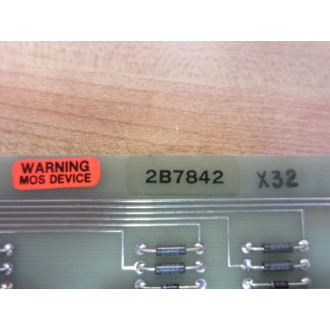 WARNING
MOS DEVICE
2B7842
X32